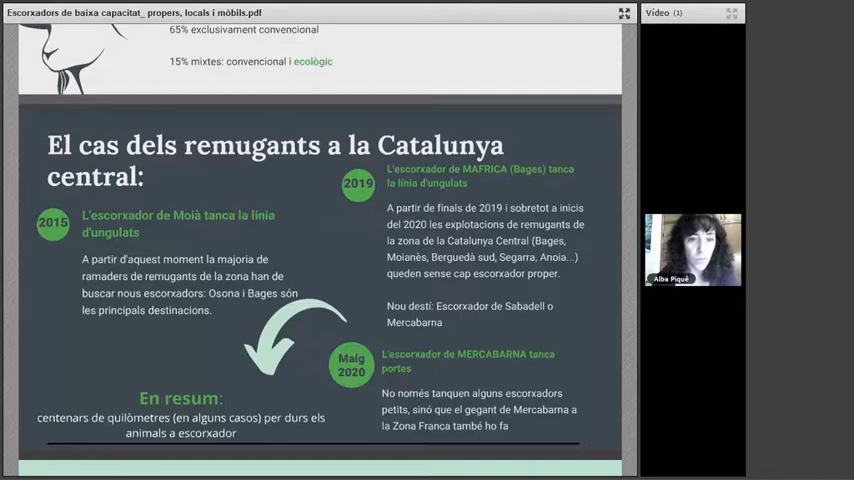 Escorxadors de baixa capacitat_ propers, locals i mòbils.pdf
Vídeo (1)
65% exclusivament convencional
15% mixtes: convencional i ecològic
El cas dels remugants a la Catalunya
central:
2015
L'escorxador de Moià tanca la línia
d'ungulats
A partir d'aquest moment la majoria de
ramaders de remugants de la zona han de
buscar nous escorxadors: Osona i Bages són
les principals destinacions.
2019
L'escorxador de MAFRICA (Bages) tanca
la línia d'ungulats
A partir de finals de 2019 i sobretot a inicis
del 2020 les explotacions de remugants de
la zona de la Catalunya Central (Bages,
Moianès, Berguedà sud, Segarra, Anoia...)
queden sense cap escorxador proper.
Nou destí: Escorxador de Sabadell o
Mercabarna
Maig
2020
L'escorxador de MERCABARNA tanca
portes
No només tanquen alguns escorxadors
petits, sinó que el gegant de Mercabarna a
la Zona Franca també ho fa
En resum:
centenars de quilòmetres (en alguns casos) per durs els
animals a escorxador
Alba Piqué